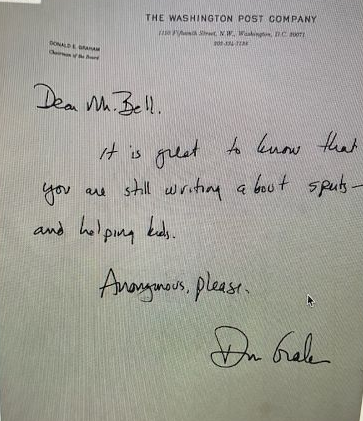 THE WASHINGTON POST COMPANY
1150 Fifteenth Street, N.W., Washington, D.C. 20071
DONALD E. GRAHAM
Chairman of the Board
Dear Mr. Bell.
It is great to know that
you are still writing about sports—
and helping kids.
Anonymous, please.
Don Graham